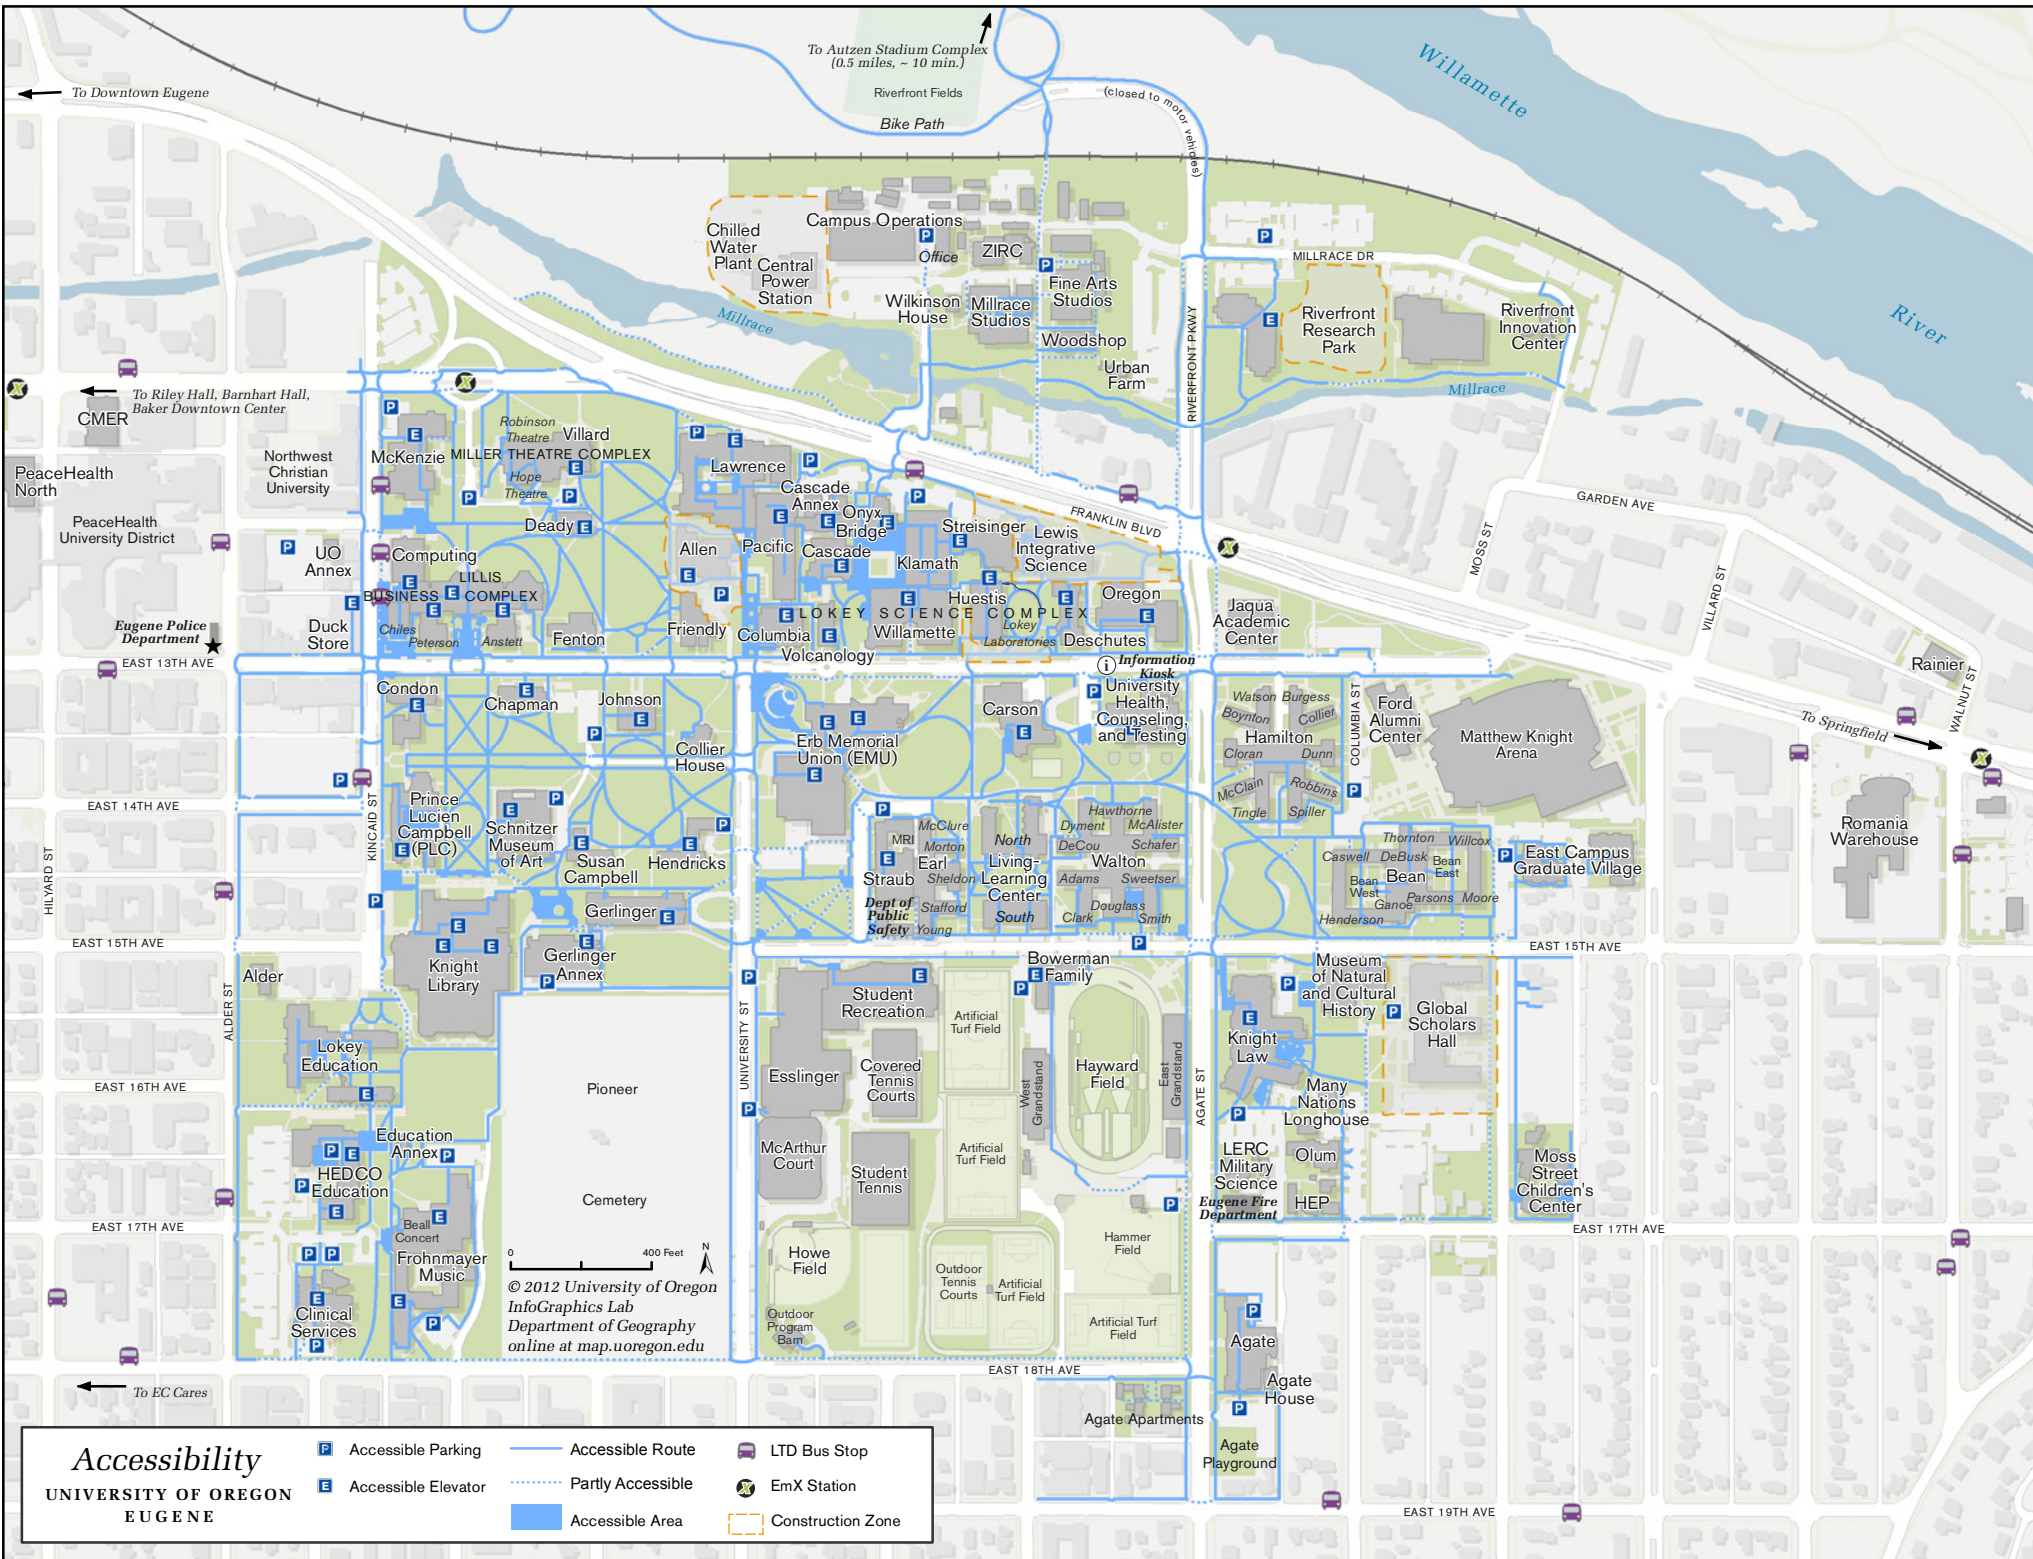 To Autzen Stadium Complex
(0.5 miles, ~ 10 min.)
Willamette
To Downtown Eugene
Riverfront Fields
(closed to motor vehicles)
Bike Path
Campus Operations
Chilled
Water
Plant
Central
Power
Station
P
Office
ZIRC
P
P
MILLRACE DR
Fine Arts
Studios
Wilkinson
House
Millrace
Studios
Millrace
Woodshop
Urban
Farm
RIVERFRONT PKWY
E
Riverfront
Research
Park
Riverfront
Innovation
Center
River
Millrace
X
X
To Riley Hall, Barnhart Hall,
Baker Downtown Center
CMER
PeaceHealth
North
PeaceHealth
University District
Northwest
Christian
University
P
E
McKenzie
Robinson
Theatre
Villard
MILLER THEATRE COMPLEX
E
Hope
Theatre
P
P
Deady
E
P
E
Lawrence
P
Cascade
Annex
P
E
E
Onyx
Bridge
E
Pacific
Cascade
E
Klamath
Streisinger
E
Lewis
Integrative
Science
FRANKLIN BLVD
X
GARDEN AVE
MOSS ST
VILLARD ST
P
UO
Annex
Computing
E
LILLIS
BUSINESS
E
COMPLEX
E
E
E
Duck
Store
Chiles
Peterson
Anstett
Fenton
Allen
E
P
Friendly
E
LOKEY SCIENCE COMPLEX
Columbia
E
Volcanology
E
Willamette
E
Huestis
Lokey
Laboratories
E
Oregon
E
Deschutes
Jaqua
Academic
Center
Eugene Police
Department
EAST 13TH AVE
i
Information
Kiosk
Rainier
WALNUT ST
To Springfield
X
Condon
E
E
Chapman
Johnson
E
P
Collier
House
E
E
Erb Memorial
Union (EMU)
E
Carson
E
P
University
Health,
Counseling,
and Testing
Watson
Burgess
Boynton
Collier
Hamilton
Cloran
Dunn
McClain
Robbins
Tingle
Spiller
COLUMBIA ST
P
Ford
Alumni
Center
Matthew Knight
Arena
Romania
Warehouse
P
EAST 14TH AVE
KINCAID ST
HILYARD ST
Prince
Lucien
Campbell
(PLC)
E
E
P
Schnitzer
Museum
of Art
E
Susan
Campbell
E
Hendricks
P
P
MRI
E
Straub
McClure
Morton
Earl
Sheldon
Stafford
Young
Dept of
Public
Safety
North
Living-
Learning
Center
South
Hawthorne
Dyment
McAlister
DeCou
Schafer
Walton
Adams
Sweetser
Douglass
Clark
Smith
Thornton
Willcox
Caswell
DeBusk
Bean
East
Bean
West
Bean
Parsons
Moore
Ganoe
Henderson
P
East Campus
Graduate Village
P
Gerlinger
E
E
E
E
Knight
Library
E
Gerlinger
Annex
P
EAST 15TH AVE
P
EAST 15TH AVE
Alder
ALDER ST
P
Student
Recreation
E
Bowerman
Family
E
P
Artificial
Turf Field
Museum
of Natural
and Cultural
History
P
P
E
Knight
Law
Global
Scholars
Hall
Lokey
Education
E
EAST 16TH AVE
Pioneer
Cemetery
UNIVERSITY ST
P
Esslinger
Covered
Tennis
Courts
West
Grandstand
Hayward
Field
East
Grandstand
AGATE ST
P
Many
Nations
Longhouse
McArthur
Court
Student
Tennis
Artificial
Turf Field
LERC
Military
Science
Olum
HEP
Eugene Fire
Department
Moss
Street
Children's
Center
Education
Annex
P
P
E
P
HEDCO
Education
E
P
EAST 17TH AVE
EAST 17TH AVE
Beall
Concert
E
Frohnmayer
Music
P
P
E
Clinical
Services
P
E
P
0
400 Feet
N
© 2012 University of Oregon
InfoGraphics Lab
Department of Geography
online at map.uoregon.edu
Howe
Field
Outdoor
Program
Barn
Outdoor
Tennis
Courts
Artificial
Turf Field
Hammer
Field
Artificial Turf
Field
EAST 18TH AVE
P
Agate
Agate
House
P
Agate Apartments
Agate
Playground
EAST 19TH AVE
To EC Cares
Accessibility
UNIVERSITY OF OREGON
EUGENE
P Accessible Parking
E Accessible Elevator
Accessible Route
Partly Accessible
Accessible Area
LTD Bus Stop
X EmX Station
Construction Zone